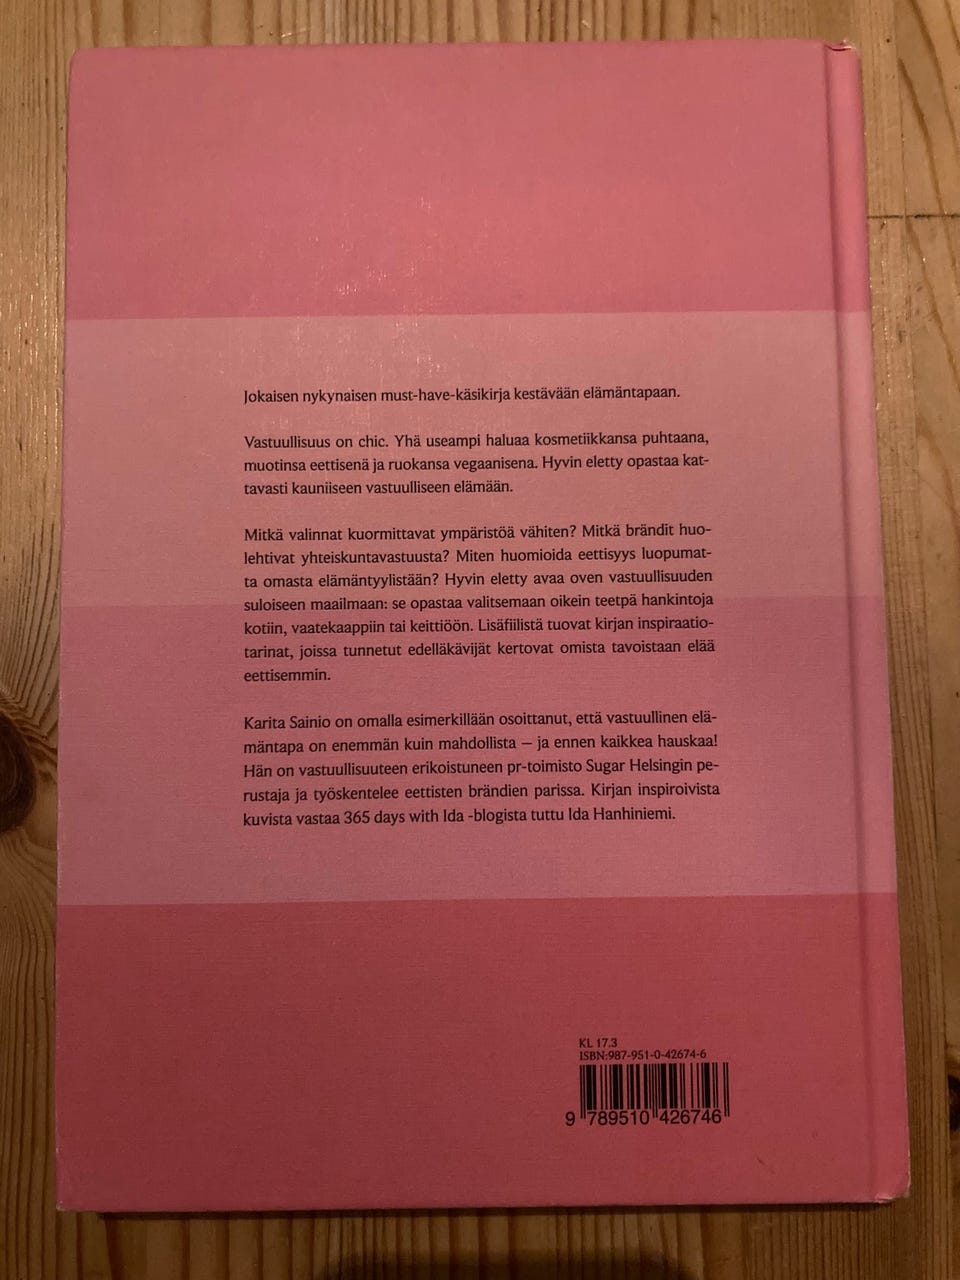 Jokaisen nykynaisen must-have-käsikirja kestävään elämäntapaan.
Vastuullisuus on chic. Yhä useampi haluaa kosmetiikkansa puhtaana,
muotinsa eettisenä ja ruokansa vegaanisena. Hyvin eletty opastaa kat-
tavasti kauniiseen vastuulliseen elämään.
Mitkä valinnat kuormittavat ympäristöä vähiten? Mitkä brändit huo-
lehtivat yhteiskuntavastuusta? Miten huomioida eettisyys luopumat-
ta omasta elämäntyylistään? Hyvin eletty avaa oven vastuullisuuden
suloiseen maailmaan: se opastaa valitsemaan oikein teetpä hankintoja
kotiin, vaatekaappiin tai keittiöön. Lisäfiilistä tuovat kirjan inspiraatio-
tarinat, joissa tunnetut edelläkävijät kertovat omista tavoistaan elää
eettisemmin.
Karita Sainio on omalla esimerkillään osoittanut, että vastuullinen elä-
mäntapa on enemmän kuin mahdollista – ja ennen kaikkea hauskaa!
Hän on vastuullisuuteen erikoistuneen pr-toimisto Sugar Helsingin pe-
rustaja ja työskentelee eettisten brändien parissa. Kirjan inspiroivista
kuvista vastaa 365 days with Ida -blogista tuttu Ida Hanhiniemi.
KL 17.3
ISBN:987-951-0-42674-6
9 789510 426746